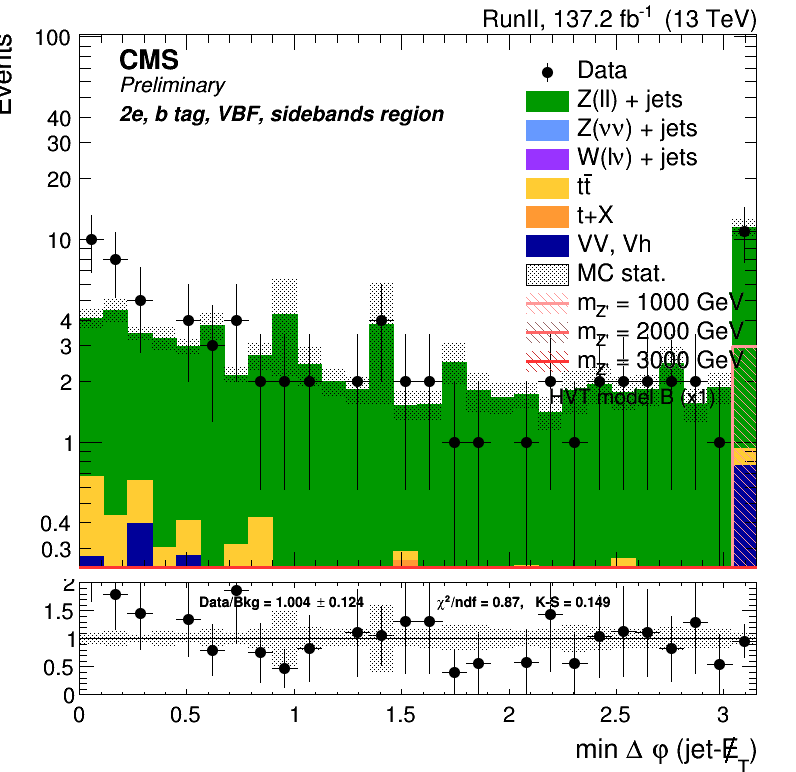 RunII, 137.2 fb⁻¹ (13 TeV)
Events
CMS
Preliminary
2e, b tag, VBF, sidebands region
Data
Z(ll) + jets
Z(νν) + jets
W(lν) + jets
tt̄
t+X
VV, Vh
MC stat.
m_Z' = 1000 GeV
m_Z' = 2000 GeV
m_Z' = 3000 GeV
HVT model B (x1)
100
40
30
20
10
4
3
2
1
0.4
0.3
Data/Bkg = 1.004 ± 0.124
χ²/ndf = 0.87, K-S = 0.149
2
1.5
1
0.5
0
0 0.5 1 1.5 2 2.5 3
min Δ φ (jet-E̸_T)